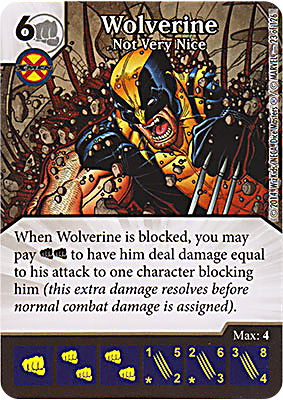 6
Wolverine
Not Very Nice
When Wolverine is blocked, you may
pay to have him deal damage equal
to his attack to one character blocking
him (this extra damage resolves before
normal combat damage is assigned).
Max: 4
1 5 2 6 3 8
* 2 * 3 4